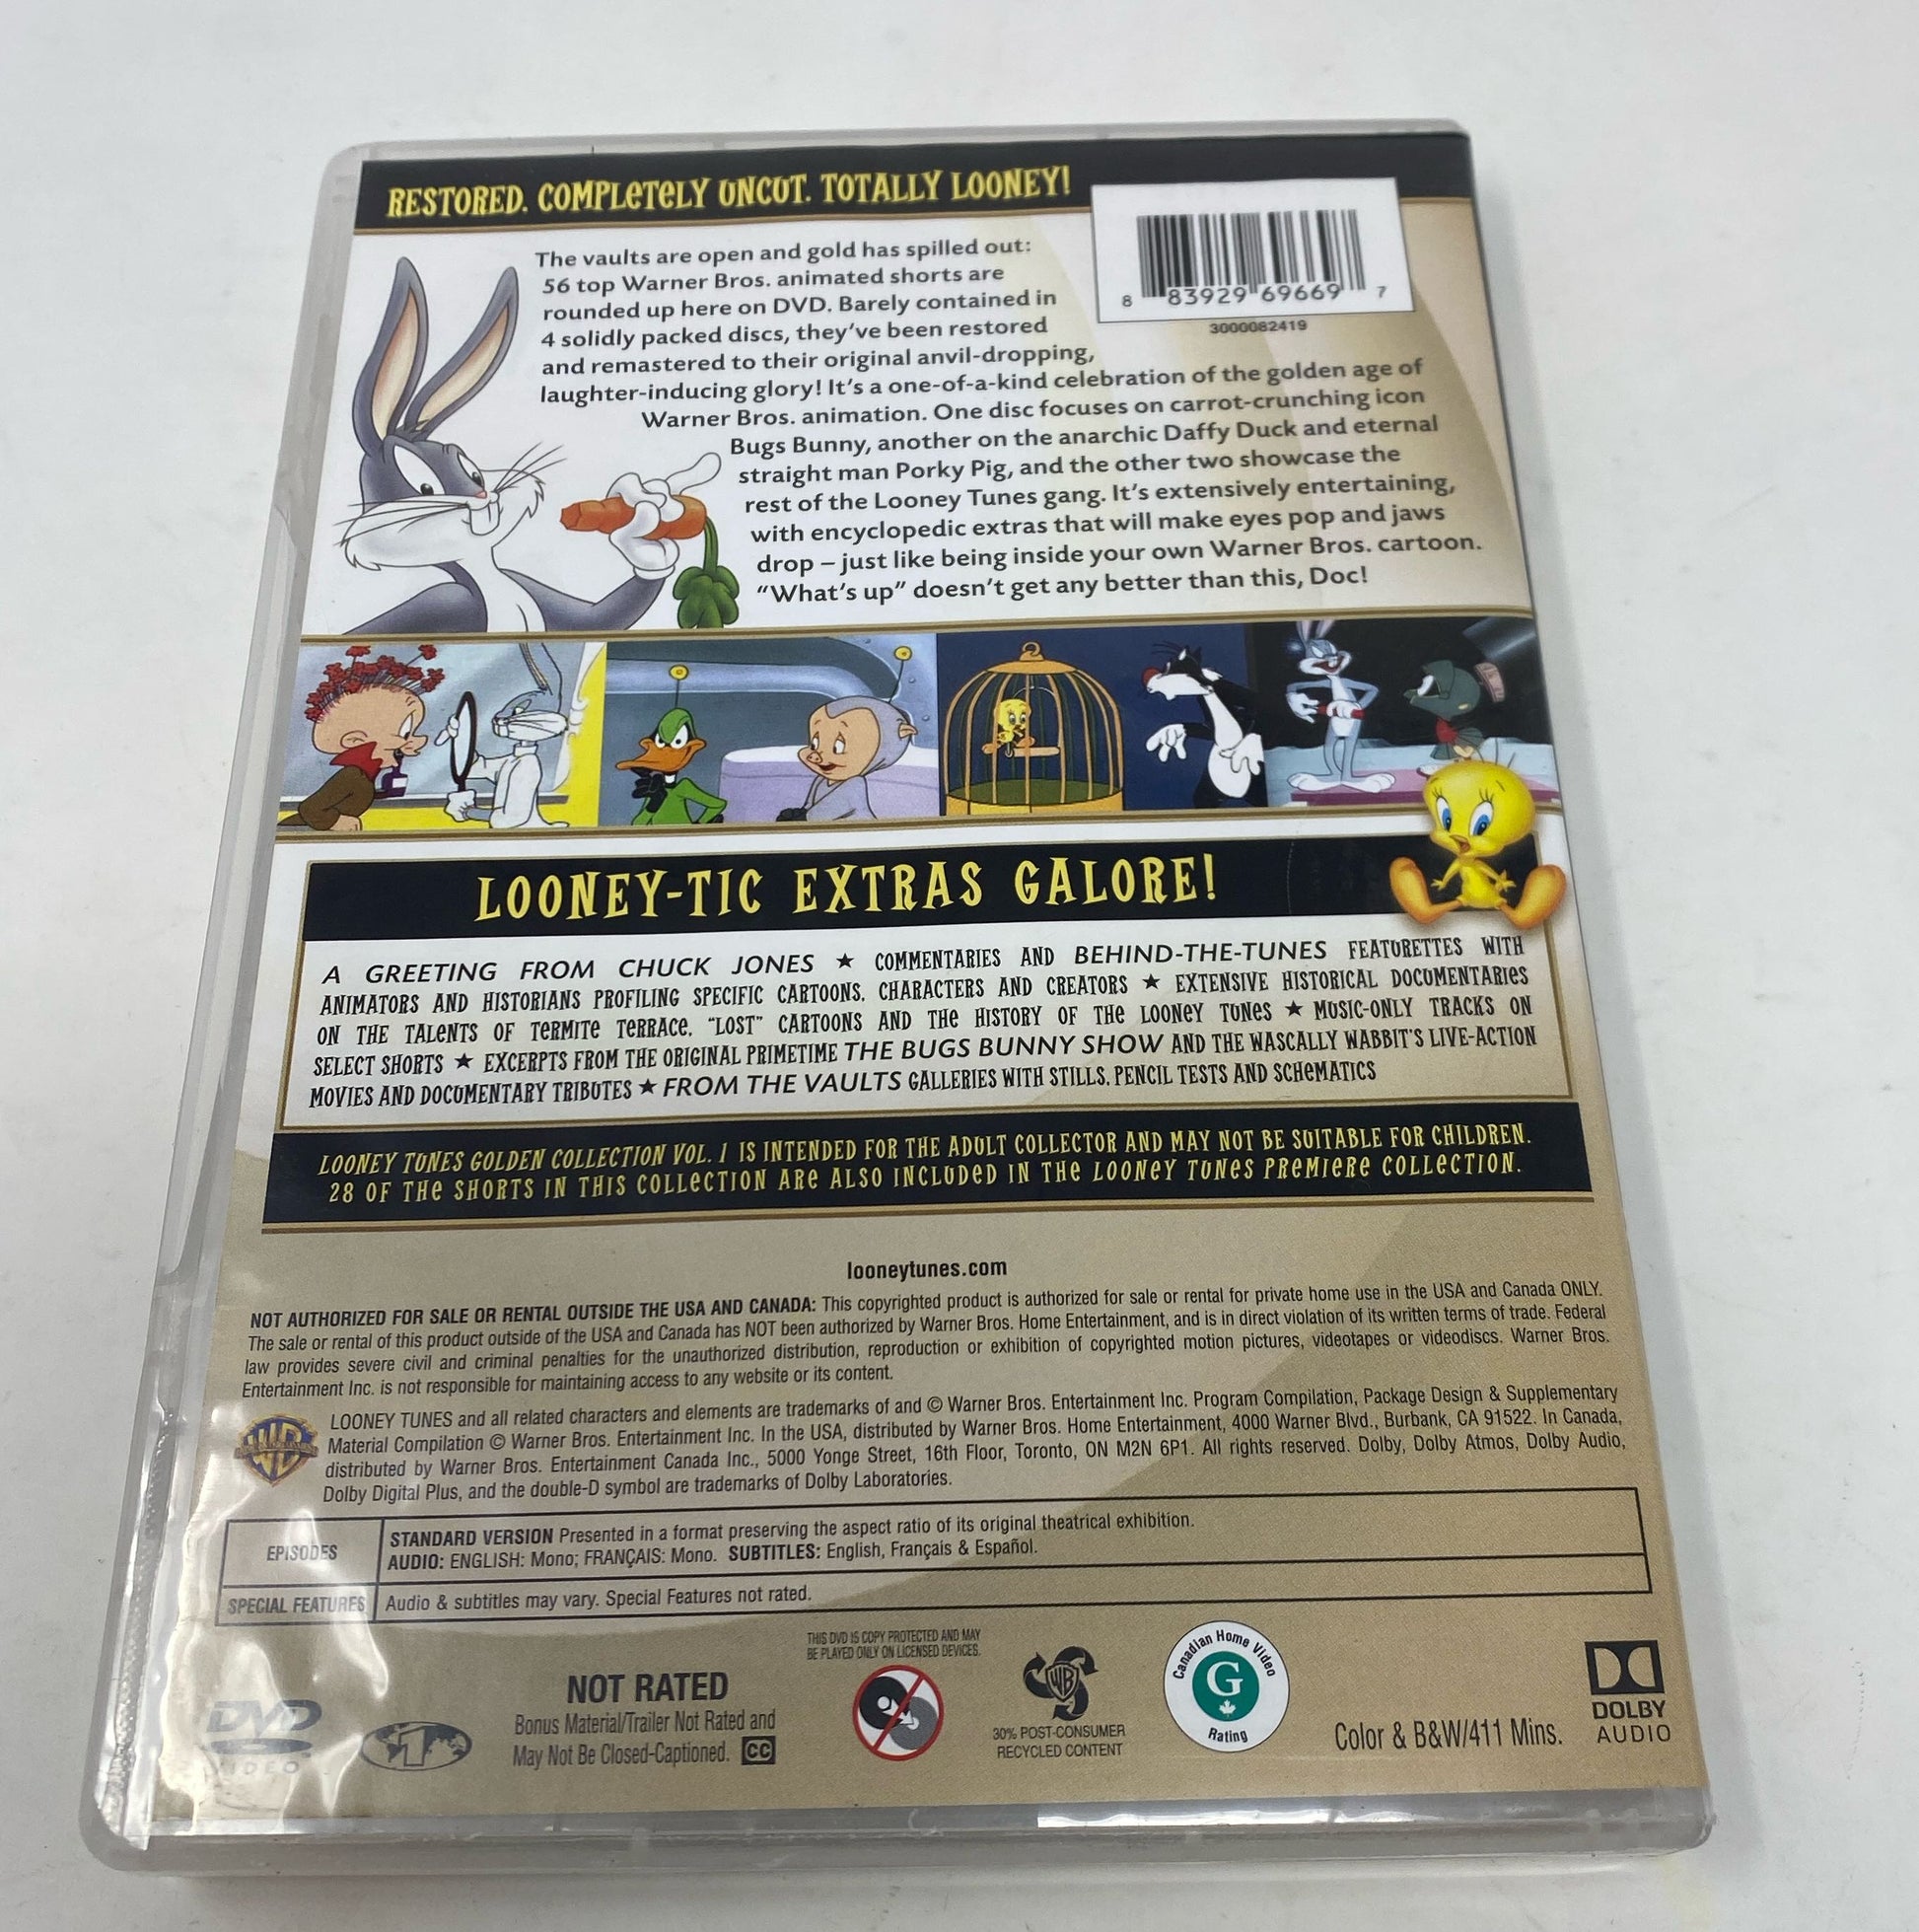 RESTORED. COMPLETELY UNCUT. TOTALLY LOONEY!
The vaults are open and gold has spilled out:
56 top Warner Bros. animated shorts are
rounded up here on DVD. Barely contained in
4 solidly packed discs, they've been restored
and remastered to their original anvil-dropping,
laughter-inducing glory! It's a one-of-a-kind celebration of the golden age of
Warner Bros. animation. One disc focuses on carrot-crunching icon
Bugs Bunny, another on the anarchic Daffy Duck and eternal
straight man Porky Pig, and the other two showcase the
rest of the Looney Tunes gang. It's extensively entertaining,
with encyclopedic extras that will make eyes pop and jaws
drop – just like being inside your own Warner Bros. cartoon.
"What's up" doesn't get any better than this, Doc!
8 83929 69669 7
3000082419
LOONEY-TIC EXTRAS GALORE!
A GREETING FROM CHUCK JONES ★ COMMENTARIES AND BEHIND-THE-TUNES FEATURETTES WITH
ANIMATORS AND HISTORIANS PROFILING SPECIFIC CARTOONS, CHARACTERS AND CREATORS ★ EXTENSIVE HISTORICAL DOCUMENTARIES
ON THE TALENTS OF TERMITE TERRACE, "LOST" CARTOONS AND THE HISTORY OF THE LOONEY TUNES ★ MUSIC-ONLY TRACKS ON
SELECT SHORTS ★ EXCERPTS FROM THE ORIGINAL PRIMETIME THE BUGS BUNNY SHOW AND THE WASCALLY WABBIT'S LIVE-ACTION
MOVIES AND DOCUMENTARY TRIBUTES ★ FROM THE VAULTS GALLERIES WITH STILLS, PENCIL TESTS AND SCHEMATICS
LOONEY TUNES GOLDEN COLLECTION VOL. 1 IS INTENDED FOR THE ADULT COLLECTOR AND MAY NOT BE SUITABLE FOR CHILDREN.
28 OF THE SHORTS IN THIS COLLECTION ARE ALSO INCLUDED IN THE LOONEY TUNES PREMIERE COLLECTION.
looneytunes.com
NOT AUTHORIZED FOR SALE OR RENTAL OUTSIDE THE USA AND CANADA: This copyrighted product is authorized for sale or rental for private home use in the USA and Canada ONLY.
The sale or rental of this product outside of the USA and Canada has NOT been authorized by Warner Bros. Home Entertainment, and is in direct violation of its written terms of trade. Federal
law provides severe civil and criminal penalties for the unauthorized distribution, reproduction or exhibition of copyrighted motion pictures, videotapes or videodiscs. Warner Bros.
Entertainment Inc. is not responsible for maintaining access to any website or its content.
LOONEY TUNES and all related characters and elements are trademarks of and © Warner Bros. Entertainment Inc. Program Compilation, Package Design & Supplementary
Material Compilation © Warner Bros. Entertainment Inc. In the USA, distributed by Warner Bros. Home Entertainment, 4000 Warner Blvd., Burbank, CA 91522. In Canada,
distributed by Warner Bros. Entertainment Canada Inc., 5000 Yonge Street, 16th Floor, Toronto, ON M2N 6P1. All rights reserved. Dolby, Dolby Atmos, Dolby Audio,
Dolby Digital Plus, and the double-D symbol are trademarks of Dolby Laboratories.
EPISODES
STANDARD VERSION Presented in a format preserving the aspect ratio of its original theatrical exhibition.
AUDIO: ENGLISH: Mono; FRANÇAIS: Mono. SUBTITLES: English, Français & Español.
SPECIAL FEATURES
Audio & subtitles may vary. Special Features not rated.
DVD
VIDEO
1
NOT RATED
Bonus Material/Trailer Not Rated and
May Not Be Closed-Captioned. CC
THIS DVD IS COPY PROTECTED AND MAY
BE PLAYED ONLY ON LICENSED DEVICES.
WB
30% POST-CONSUMER
RECYCLED CONTENT
Canadian Home Video
G
Rating
Color & B&W/411 Mins.
DOLBY
AUDIO